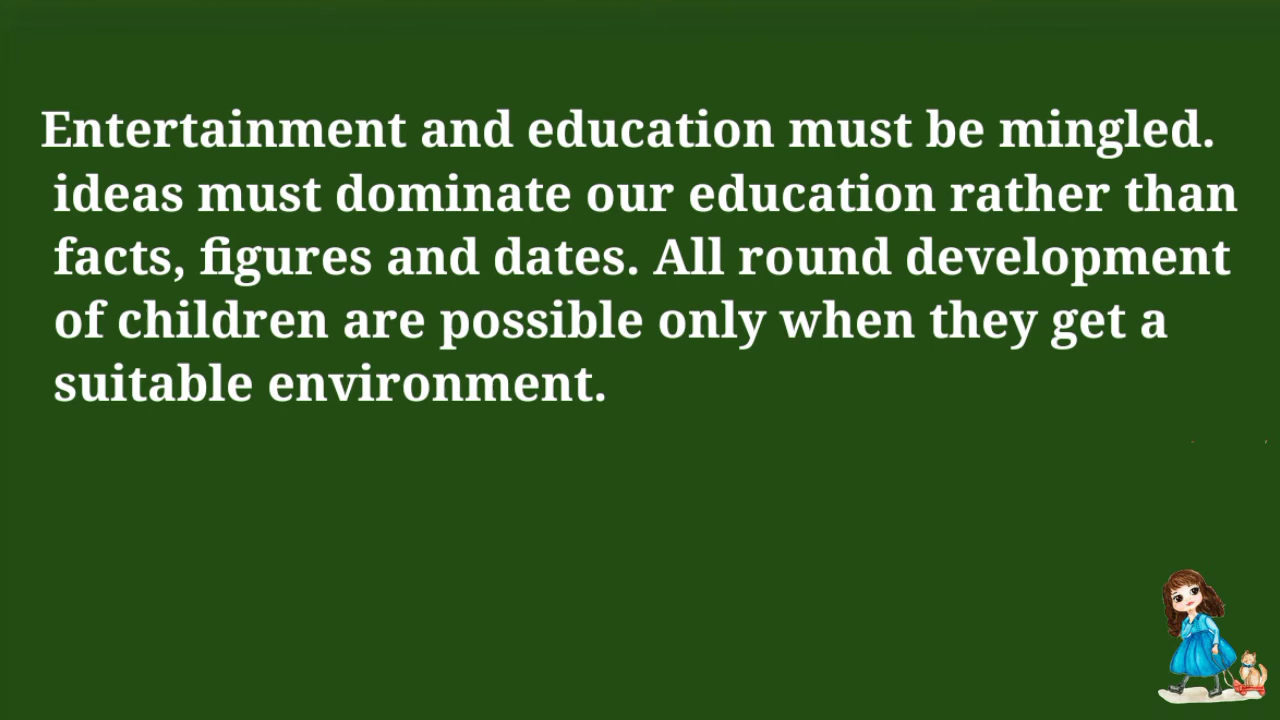 Entertainment and education must be mingled.
ideas must dominate our education rather than
facts, figures and dates. All round development
of children are possible only when they get a
suitable environment.